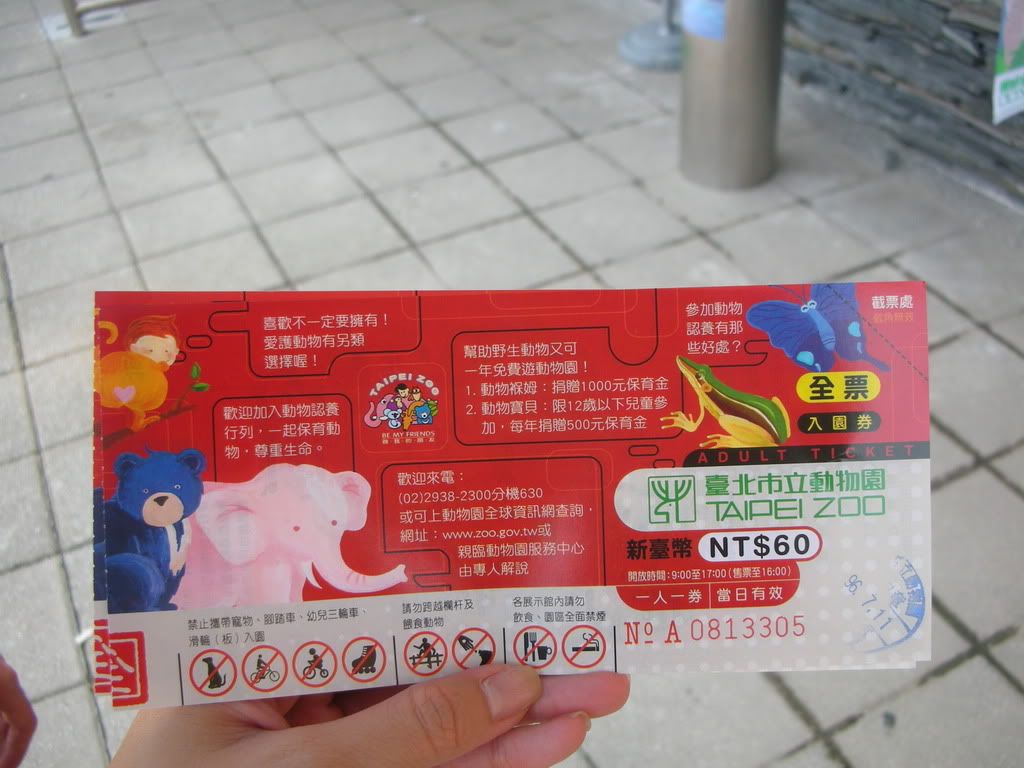 喜歡不一定要擁有！
愛護動物有另類
選擇喔！
歡迎加入動物認養
行列，一起保育動
物，尊重生命。
TAIPEI ZOO
BE MY FRIENDS
做我的朋友
幫助野生動物又可
一年免費遊動物園！
1. 動物褓姆：捐贈1000元保育金
2. 動物寶貝：限12歲以下兒童參
加，每年捐贈500元保育金
參加動物
認養有那
些好處？
截票處
截角無效
全票
入園券
ADULT TICKET
歡迎來電：
(02)2938-2300分機630
或可上動物園全球資訊網查詢，
網址：www.zoo.gov.tw或
親臨動物園服務中心
由專人解說
臺北市立動物園
TAIPEI ZOO
新臺幣 NT$60
開放時間：9:00至17:00（售票至16:00）
一人一券 當日有效
Nº A 0813305
禁止攜帶寵物、腳踏車、幼兒三輪車、
滑輪（板）入園
請勿跨越欄杆及
餵食動物
各展示館內請勿
飲食、園區全面禁煙